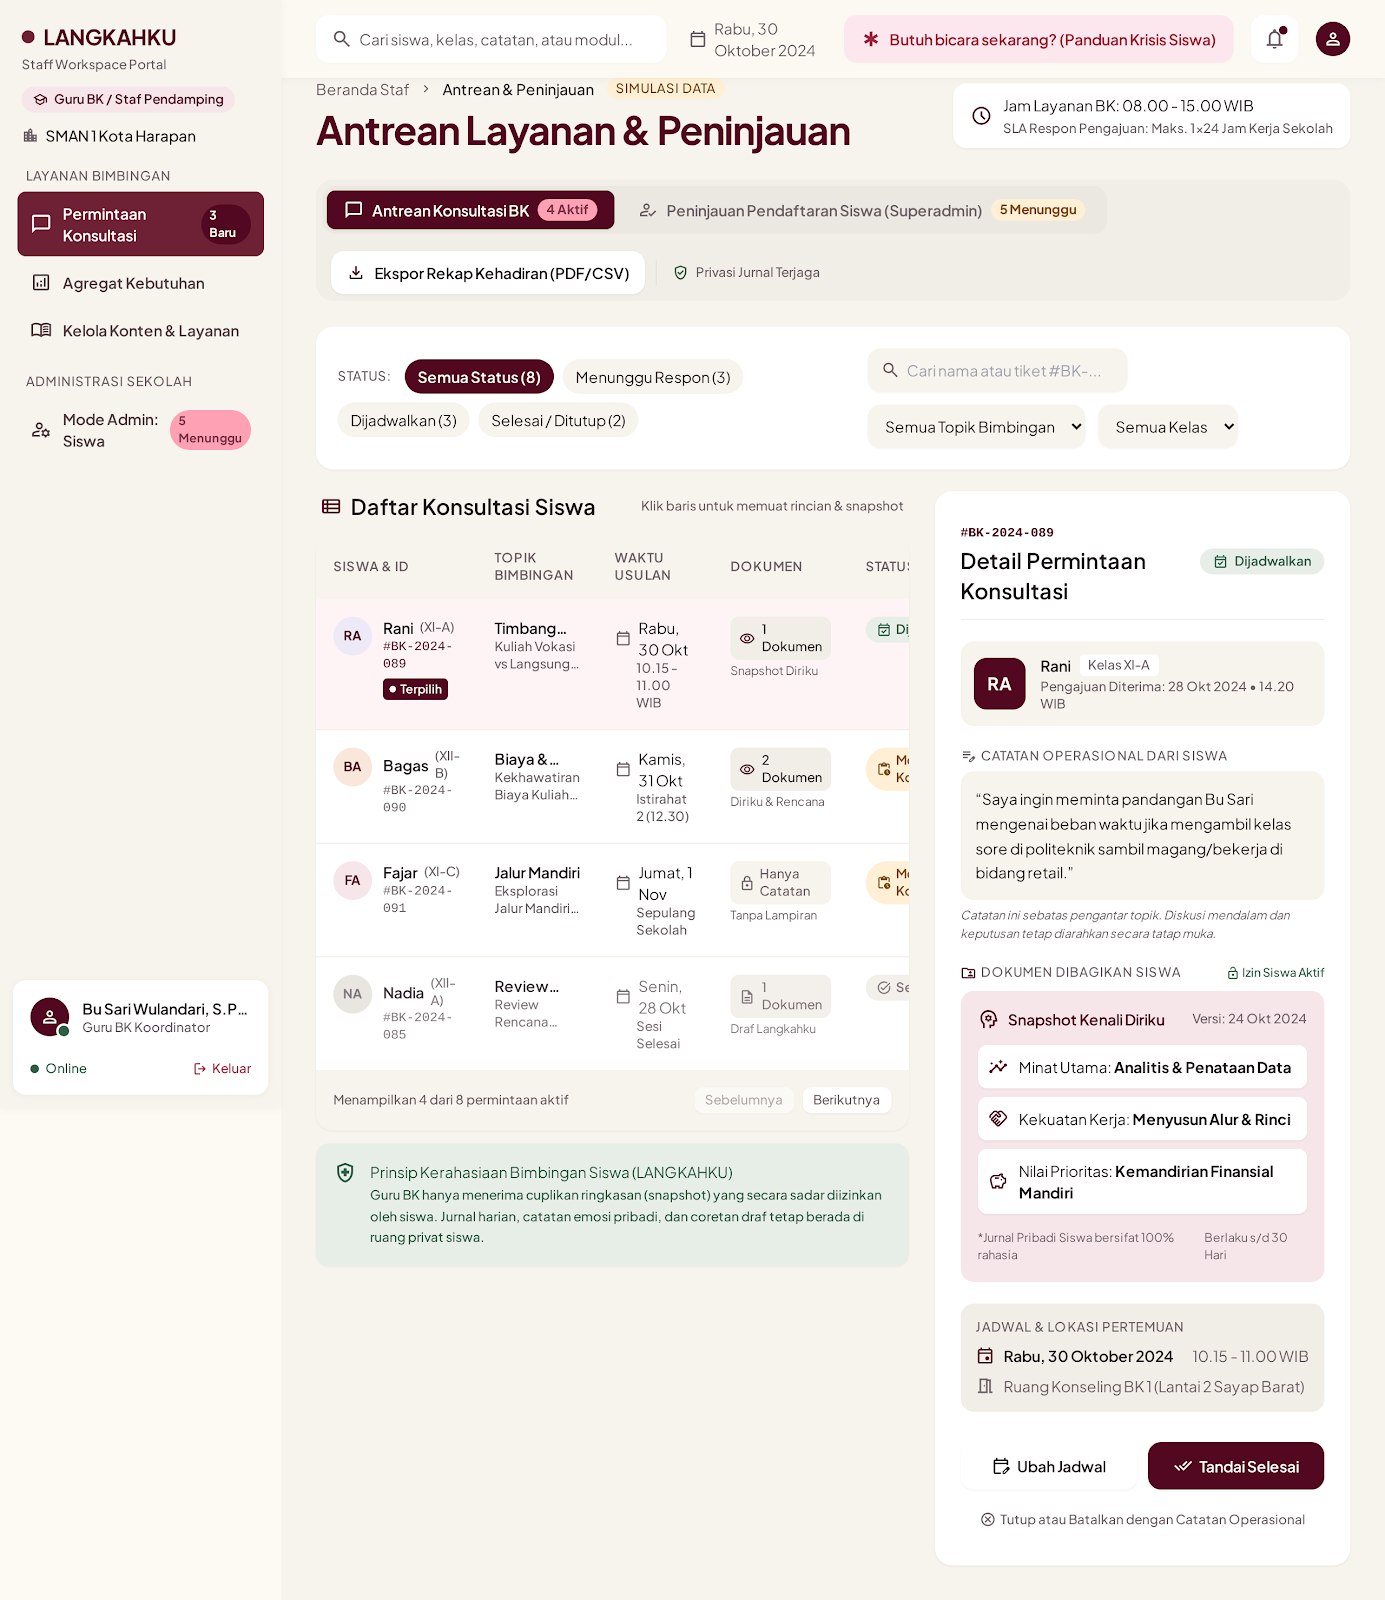 LANGKAHKU
Staff Workspace Portal
Guru BK / Staf Pendamping
SMAN 1 Kota Harapan
LAYANAN BIMBINGAN
Permintaan
Konsultasi
3
Baru
Agregat Kebutuhan
Kelola Konten & Layanan
ADMINISTRASI SEKOLAH
Mode Admin:
Siswa
5
Menunggu
Bu Sari Wulandari, S.P...
Guru BK Koordinator
Online
Keluar
Cari siswa, kelas, catatan, atau modul...
Rabu, 30
Oktober 2024
Butuh bicara sekarang? (Panduan Krisis Siswa)
Beranda Staf > Antrean & Peninjauan SIMULASI DATA
Antrean Layanan & Peninjauan
Jam Layanan BK: 08.00 - 15.00 WIB
SLA Respon Pengajuan: Maks. 1×24 Jam Kerja Sekolah
Antrean Konsultasi BK 4 Aktif
Peninjauan Pendaftaran Siswa (Superadmin) 5 Menunggu
Ekspor Rekap Kehadiran (PDF/CSV)
Privasi Jurnal Terjaga
STATUS: Semua Status (8) Menunggu Respon (3)
Dijadwalkan (3) Selesai / Ditutup (2)
Cari nama atau tiket #BK-...
Semua Topik Bimbingan Semua Kelas
Daftar Konsultasi Siswa
Klik baris untuk memuat rincian & snapshot
SISWA & ID
TOPIK
BIMBINGAN
WAKTU
USULAN
DOKUMEN
STATUS
RA
Rani (XI-A)
#BK-2024-
089
Terpilih
Timbang...
Kuliah Vokasi
vs Langsung...
Rabu,
30 Okt
10.15 -
11.00
WIB
1
Dokumen
Snapshot Diriku
Di
BA
Bagas (XII-
B)
#BK-2024-
090
Biaya & ...
Kekhawatiran
Biaya Kuliah...
Kamis,
31 Okt
Istirahat
2 (12.30)
2
Dokumen
Diriku & Rencana
Me
Ko
FA
Fajar (XI-C)
#BK-2024-
091
Jalur Mandiri
Eksplorasi
Jalur Mandiri...
Jumat, 1
Nov
Sepulang
Sekolah
Hanya
Catatan
Tanpa Lampiran
Me
Ko
NA
Nadia (XII-
A)
#BK-2024-
085
Review...
Review
Rencana...
Senin,
28 Okt
Sesi
Selesai
1
Dokumen
Draf Langkahku
Se
Menampilkan 4 dari 8 permintaan aktif
Sebelumnya
Berikutnya
Prinsip Kerahasiaan Bimbingan Siswa (LANGKAHKU)
Guru BK hanya menerima cuplikan ringkasan (snapshot) yang secara sadar diizinkan
oleh siswa. Jurnal harian, catatan emosi pribadi, dan coretan draf tetap berada di
ruang privat siswa.
#BK-2024-089
Detail Permintaan
Konsultasi
Dijadwalkan
RA
Rani Kelas XI-A
Pengajuan Diterima: 28 Okt 2024 • 14.20
WIB
CATATAN OPERASIONAL DARI SISWA
“Saya ingin meminta pandangan Bu Sari
mengenai beban waktu jika mengambil kelas
sore di politeknik sambil magang/bekerja di
bidang retail.”
Catatan ini sebatas pengantar topik. Diskusi mendalam dan
keputusan tetap diarahkan secara tatap muka.
DOKUMEN DIBAGIKAN SISWA
Izin Siswa Aktif
Snapshot Kenali Diriku
Versi: 24 Okt 2024
Minat Utama: Analitis & Penataan Data
Kekuatan Kerja: Menyusun Alur & Rinci
Nilai Prioritas: Kemandirian Finansial
Mandiri
*Jurnal Pribadi Siswa bersifat 100%
rahasia
Berlaku s/d 30
Hari
JADWAL & LOKASI PERTEMUAN
Rabu, 30 Oktober 2024 10.15 - 11.00 WIB
Ruang Konseling BK 1 (Lantai 2 Sayap Barat)
Ubah Jadwal
Tandai Selesai
Tutup atau Batalkan dengan Catatan Operasional